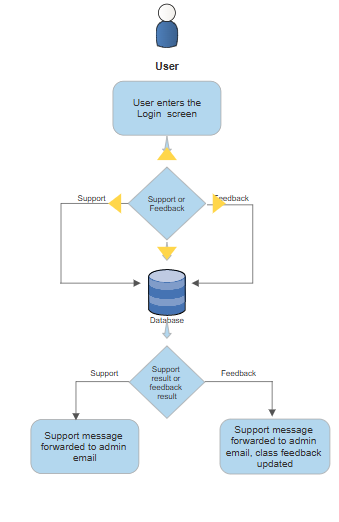 User
User enters the
Login screen
Support
Support or
Feedback
Feedback
Database
Support
result or
feedback
result
Support
Feedback
Support message
forwarded to admin
email
Support message
forwarded to admin
email, class feedback
updated